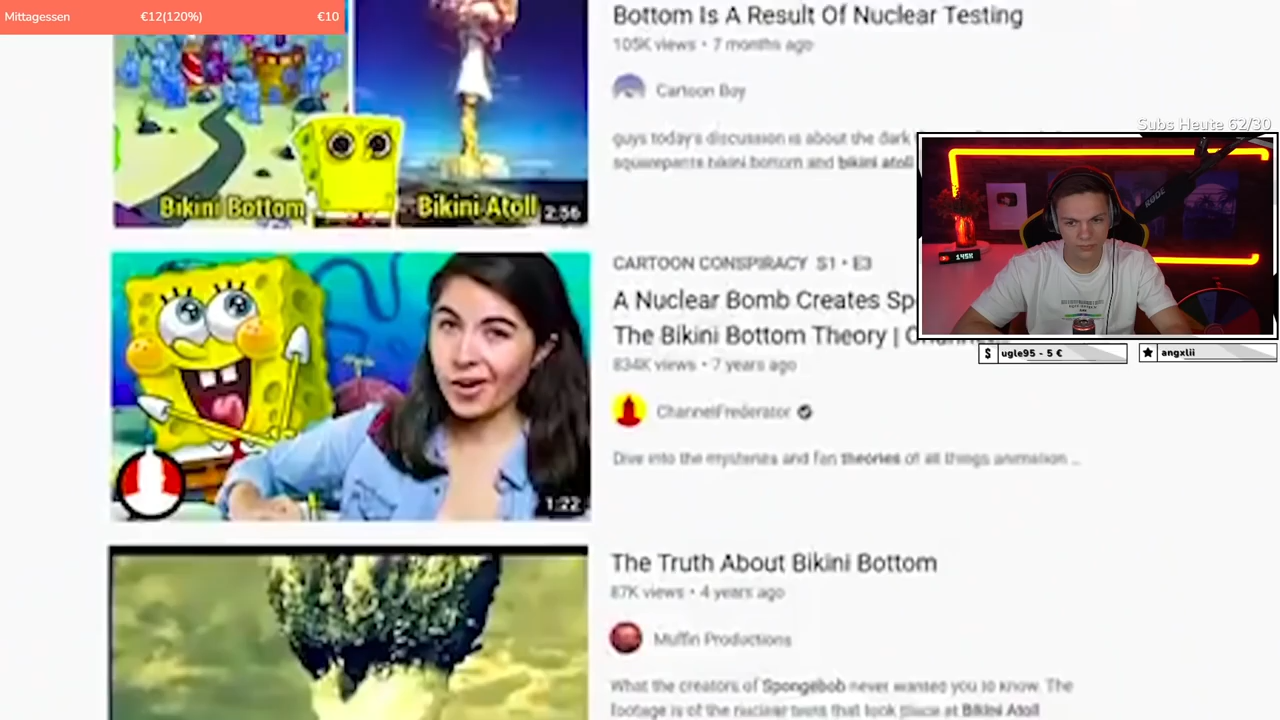 Mittagessen €12(120%) €10
Bottom Is A Result Of Nuclear Testing
105K views • 7 months ago
Cartoon Boy
guys today's discussion is about the dark
squarepants bikini bottom and bikini atoll
Bikini Bottom
Bikini Atoll
2:56
Subs Heute 62/30
RODE
145K
$ ugle95 - 5 €
angxlii
CARTOON CONSPIRACY S1 • E3
A Nuclear Bomb Creates Sp
The Bikini Bottom Theory |
834K views • 7 years ago
ChannelFrederator
Dive into the mysteries and fan theories of all things animation ...
1:22
The Truth About Bikini Bottom
87K views • 4 years ago
Muffin Productions
What the creators of Spongebob never wanted you to know. The
footage is of the nuclear tests that took place at Bikini Atoll